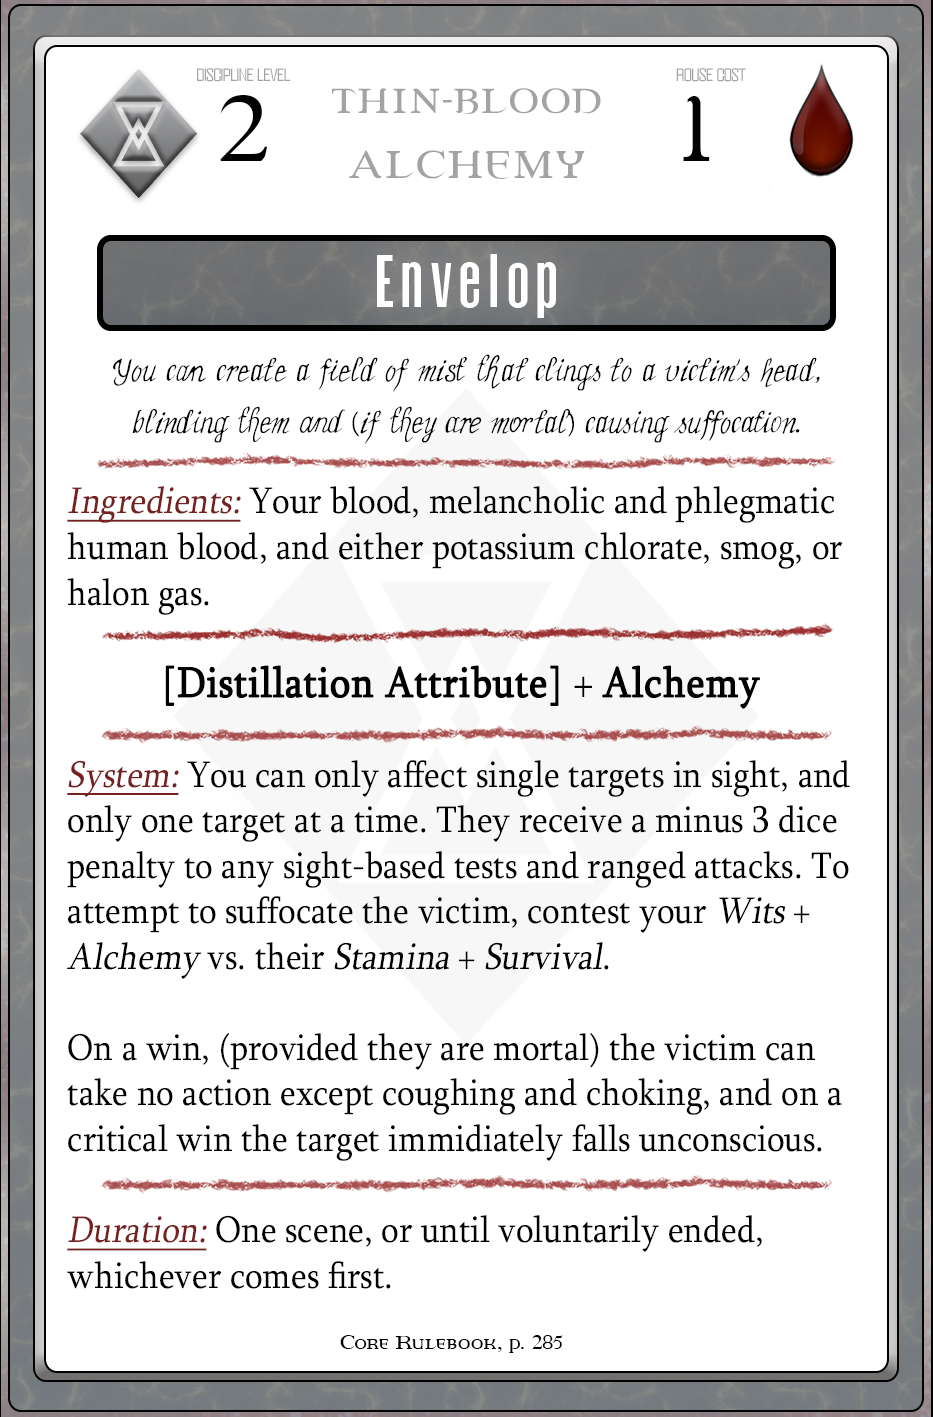 DISCIPLINE LEVEL
2
THIN-BLOOD
ALCHEMY
ROUSE COST
1
Envelop
You can create a field of mist that clings to a victim's head,
blinding them and (if they are mortal) causing suffocation.
Ingredients: Your blood, melancholic and phlegmatic
human blood, and either potassium chlorate, smog, or
halon gas.
[Distillation Attribute] + Alchemy
System: You can only affect single targets in sight, and
only one target at a time. They receive a minus 3 dice
penalty to any sight-based tests and ranged attacks. To
attempt to suffocate the victim, contest your Wits +
Alchemy vs. their Stamina + Survival.
On a win, (provided they are mortal) the victim can
take no action except coughing and choking, and on a
critical win the target immidiately falls unconscious.
Duration: One scene, or until voluntarily ended,
whichever comes first.
Core Rulebook, p. 285